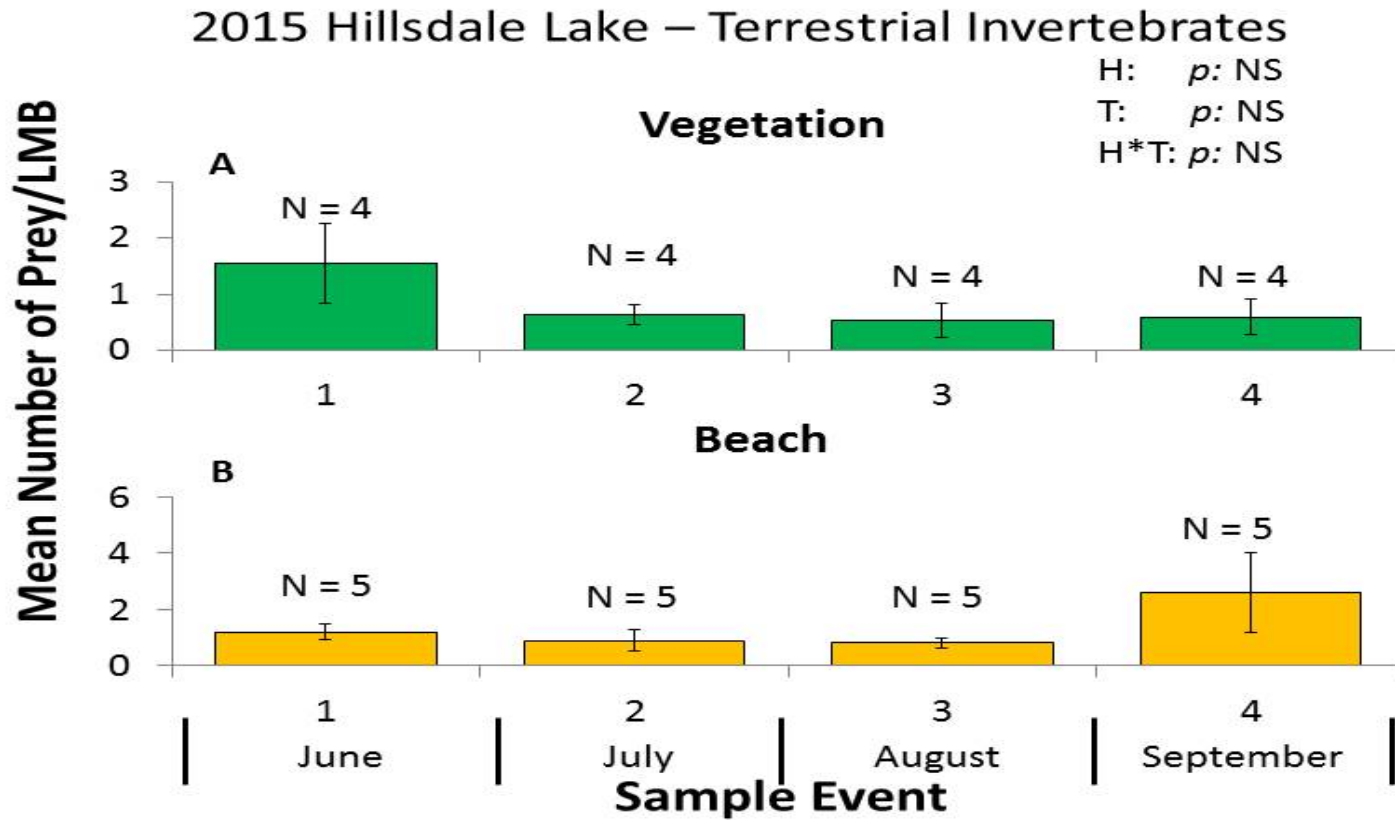 2015 Hillsdale Lake – Terrestrial Invertebrates
H: p: NS
T: p: NS
H*T: p: NS
Mean Number of Prey/LMB
Vegetation
A
3
2
1
0
N = 4
N = 4
N = 4
N = 4
1 2 3 4
Beach
B
6
4
2
0
N = 5
N = 5
N = 5
N = 5
1 2 3 4
June July August September
Sample Event